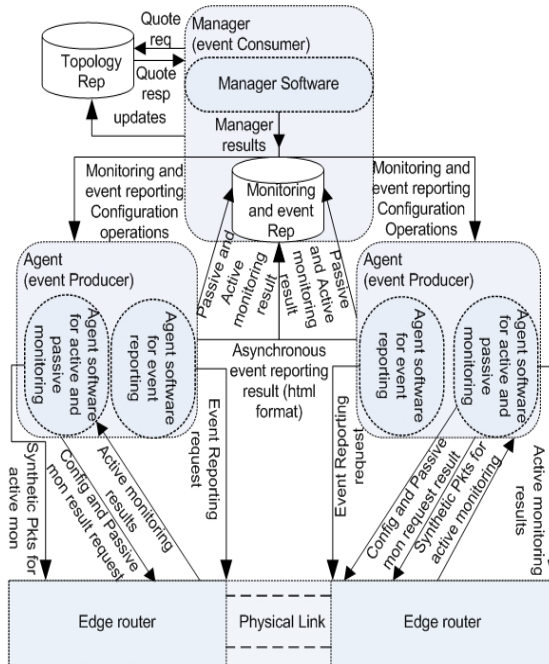 Quote
req
Manager
(event Consumer)
Topology
Rep
Manager Software
Quote
resp
updates
Manager
results
Monitoring and
event reporting
Configuration
operations
Monitoring
and event
Rep
Monitoring and
event reporting
Configuration
Operations
Agent
(event Producer)
Passive and
Active
monitoring
result
Passive
and Active
monitoring
result
Agent
(event Producer)
Agent software
for active and
passive
monitoring
Agent software
for event
reporting
Asynchronous
event reporting
result (html
format)
Agent software
for event
reporting
Agent software
for active and
passive
monitoring
Synthetic Pkts for
active mon
Config and Passive
mon result request
Active monitoring
results
Event Reporting
request
Event Reporting
request
Config and Passive
mon request result
Synthetic Pkts for
active monitoring
Active monitoring
results
Edge router
Physical Link
Edge router